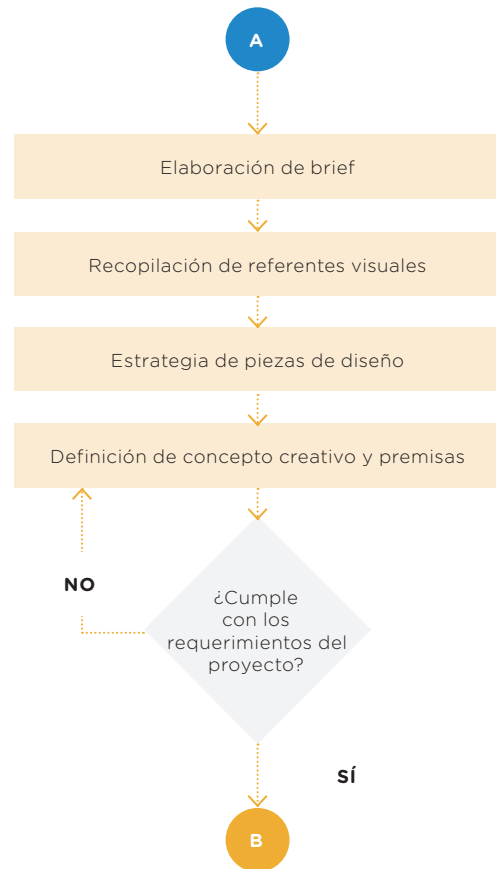 A
Elaboración de brief
Recopilación de referentes visuales
Estrategia de piezas de diseño
Definición de concepto creativo y premisas
NO
¿Cumple
con los
requerimientos del
proyecto?
SÍ
B